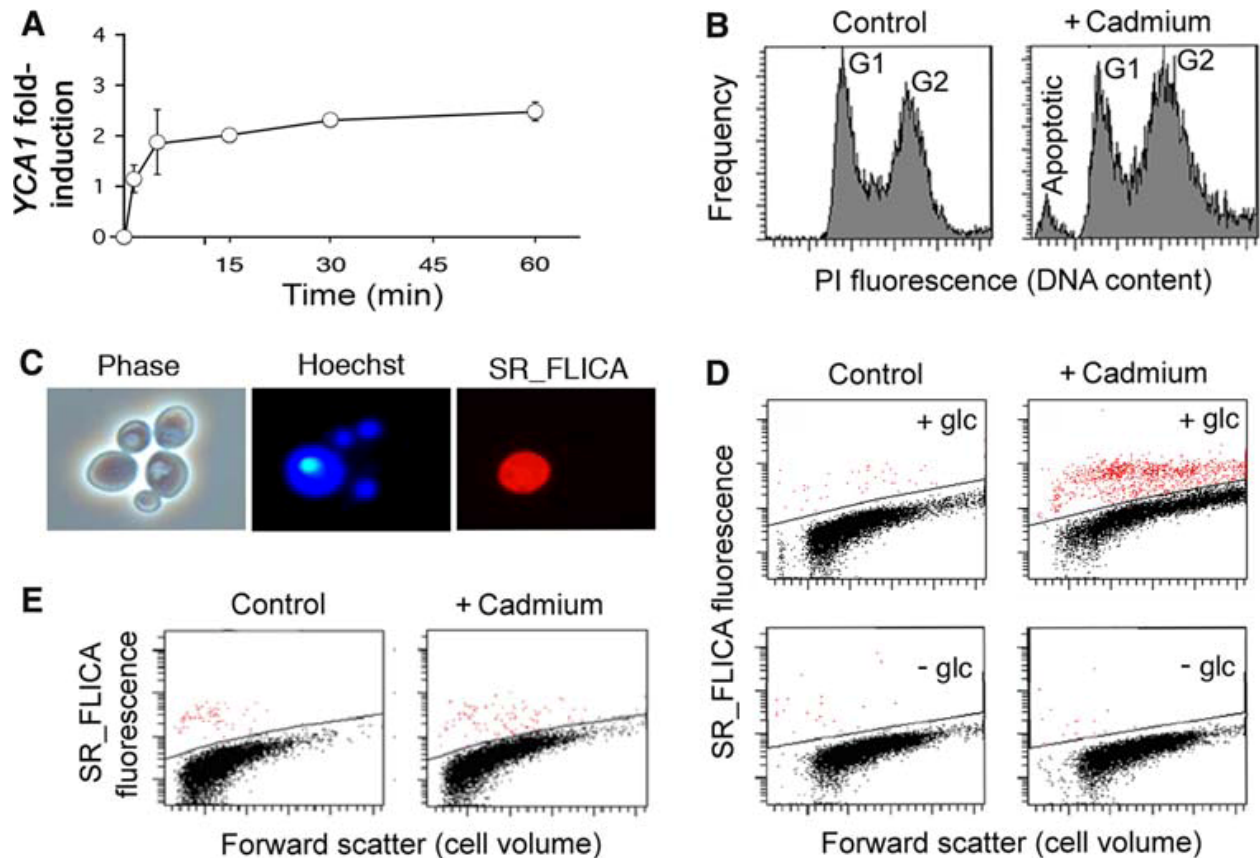 A
YCA1 fold-
induction
4
3
2
1
0
15
30
45
60
Time (min)
B
Control
+ Cadmium
Frequency
G1
G2
Apoptotic
G1
G2
PI fluorescence (DNA content)
C
Phase
Hoechst
SR_FLICA
D
Control
+ Cadmium
SR_FLICA fluorescence
+ glc
+ glc
- glc
- glc
Forward scatter (cell volume)
E
Control
+ Cadmium
SR_FLICA
fluorescence
Forward scatter (cell volume)